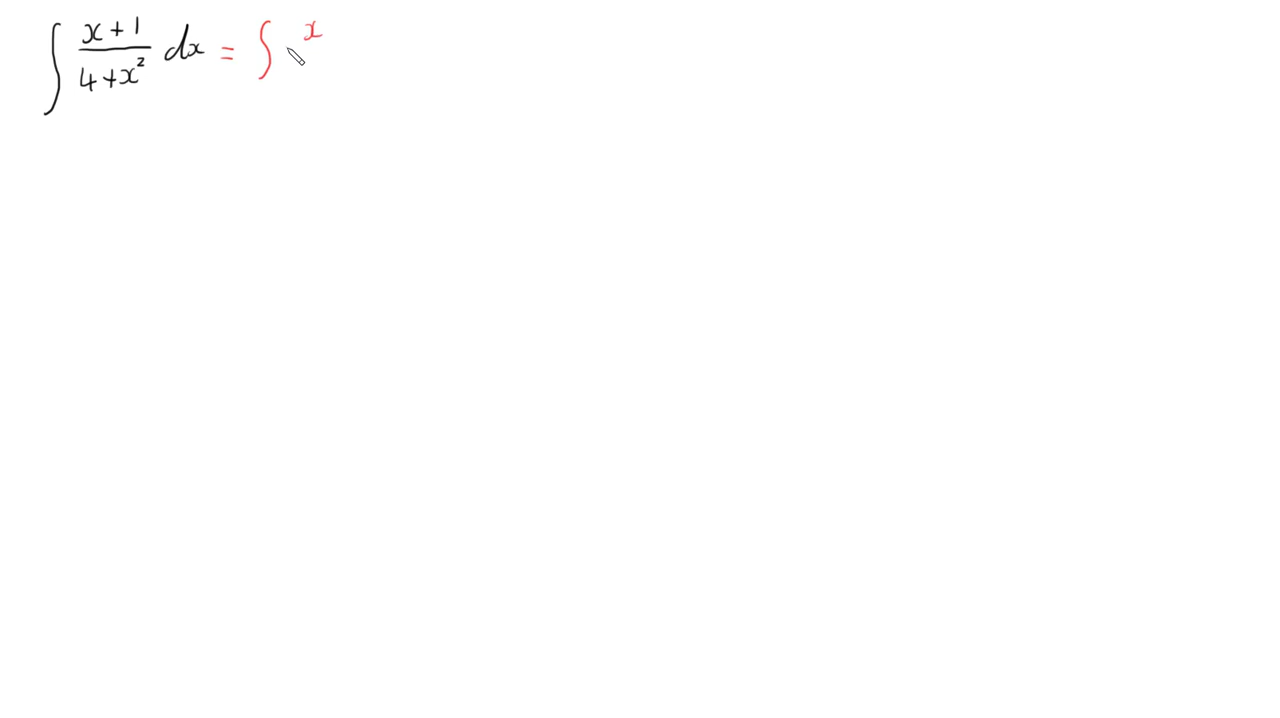 ∫ (x+1)/(4+x²) dx = ∫ x